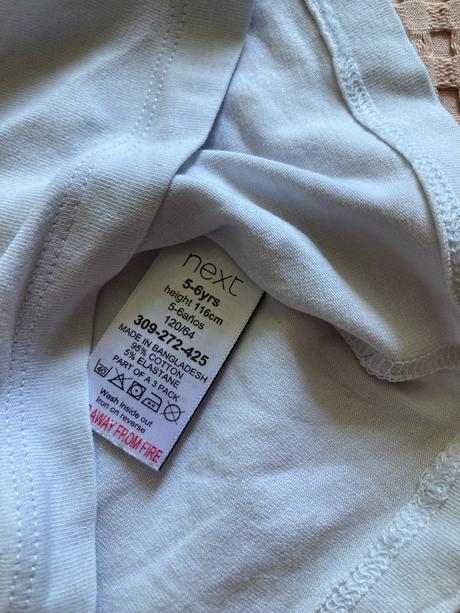 next
5-6yrs
height 116cm
5-6años
120/64
309-272-425
MADE IN BANGLADESH
95% COTTON
5% ELASTANE
PART OF A 3 PACK
Wash inside out
Iron on reverse
AWAY FROM FIRE